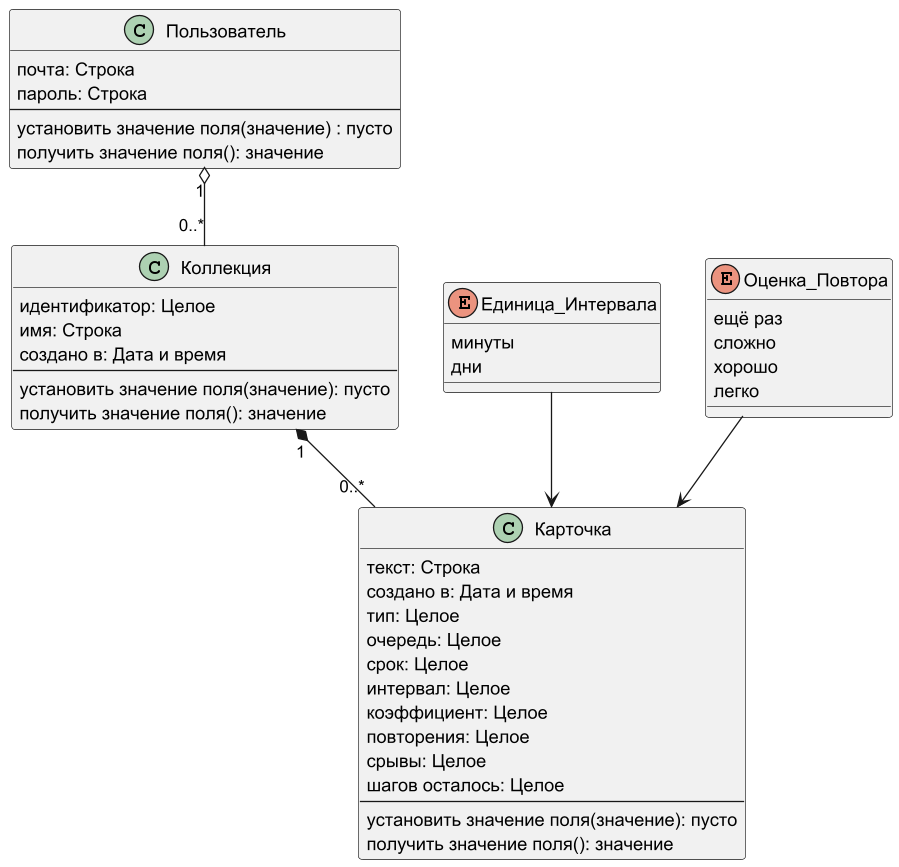 C Пользователь
почта: Строка
пароль: Строка
установить значение поля(значение) : пусто
получить значение поля(): значение
1
0..*
C Коллекция
идентификатор: Целое
имя: Строка
создано в: Дата и время
установить значение поля(значение): пусто
получить значение поля(): значение
1
0..*
E Единица_Интервала
минуты
дни
E Оценка_Повтора
ещё раз
сложно
хорошо
легко
C Карточка
текст: Строка
создано в: Дата и время
тип: Целое
очередь: Целое
срок: Целое
интервал: Целое
коэффициент: Целое
повторения: Целое
срывы: Целое
шагов осталось: Целое
установить значение поля(значение): пусто
получить значение поля(): значение